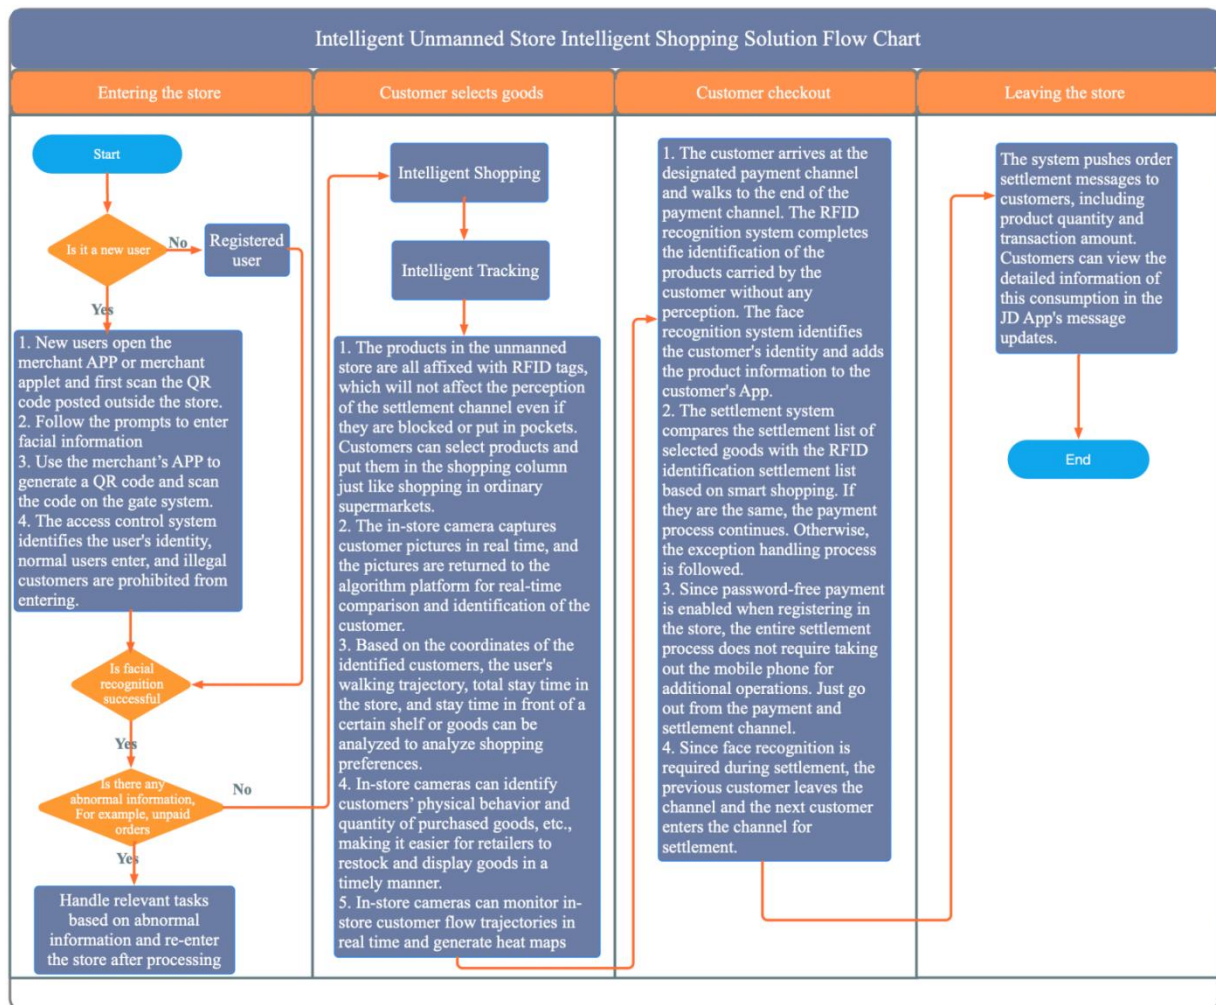 Intelligent Unmanned Store Intelligent Shopping Solution Flow Chart
Entering the store
Customer selects goods
Customer checkout
Leaving the store
Start
Is it a new user
No
Registered
user
Yes
1. New users open the
merchant APP or merchant
applet and first scan the QR
code posted outside the store.
2. Follow the prompts to enter
facial information
3. Use the merchant’s APP to
generate a QR code and scan
the code on the gate system.
4. The access control system
identifies the user's identity,
normal users enter, and illegal
customers are prohibited from
entering.
Is facial
recognition
successful
Yes
Is there any
abnormal information,
For example, unpaid
orders
No
Yes
Handle relevant tasks
based on abnormal
information and re-enter
the store after processing
Intelligent Shopping
Intelligent Tracking
1. The products in the unmanned
store are all affixed with RFID tags,
which will not affect the perception
of the settlement channel even if
they are blocked or put in pockets.
Customers can select products and
put them in the shopping column
just like shopping in ordinary
supermarkets.
2. The in-store camera captures
customer pictures in real time, and
the pictures are returned to the
algorithm platform for real-time
comparison and identification of the
customer.
3. Based on the coordinates of the
identified customers, the user's
walking trajectory, total stay time in
the store, and stay time in front of a
certain shelf or goods can be
analyzed to analyze shopping
preferences.
4. In-store cameras can identify
customers’ physical behavior and
quantity of purchased goods, etc.,
making it easier for retailers to
restock and display goods in a
timely manner.
5. In-store cameras can monitor in-
store customer flow trajectories in
real time and generate heat maps
1. The customer arrives at the
designated payment channel
and walks to the end of the
payment channel. The RFID
recognition system completes
the identification of the
products carried by the
customer without any
perception. The face
recognition system identifies
the customer's identity and adds
the product information to the
customer's App.
2. The settlement system
compares the settlement list of
selected goods with the RFID
identification settlement list
based on smart shopping. If
they are the same, the payment
process continues. Otherwise,
the exception handling process
is followed.
3. Since password-free payment
is enabled when registering in
the store, the entire settlement
process does not require taking
out the mobile phone for
additional operations. Just go
out from the payment and
settlement channel.
4. Since face recognition is
required during settlement, the
previous customer leaves the
channel and the next customer
enters the channel for
settlement.
The system pushes order
settlement messages to
customers, including
product quantity and
transaction amount.
Customers can view the
detailed information of
this consumption in the
JD App's message
updates.
End